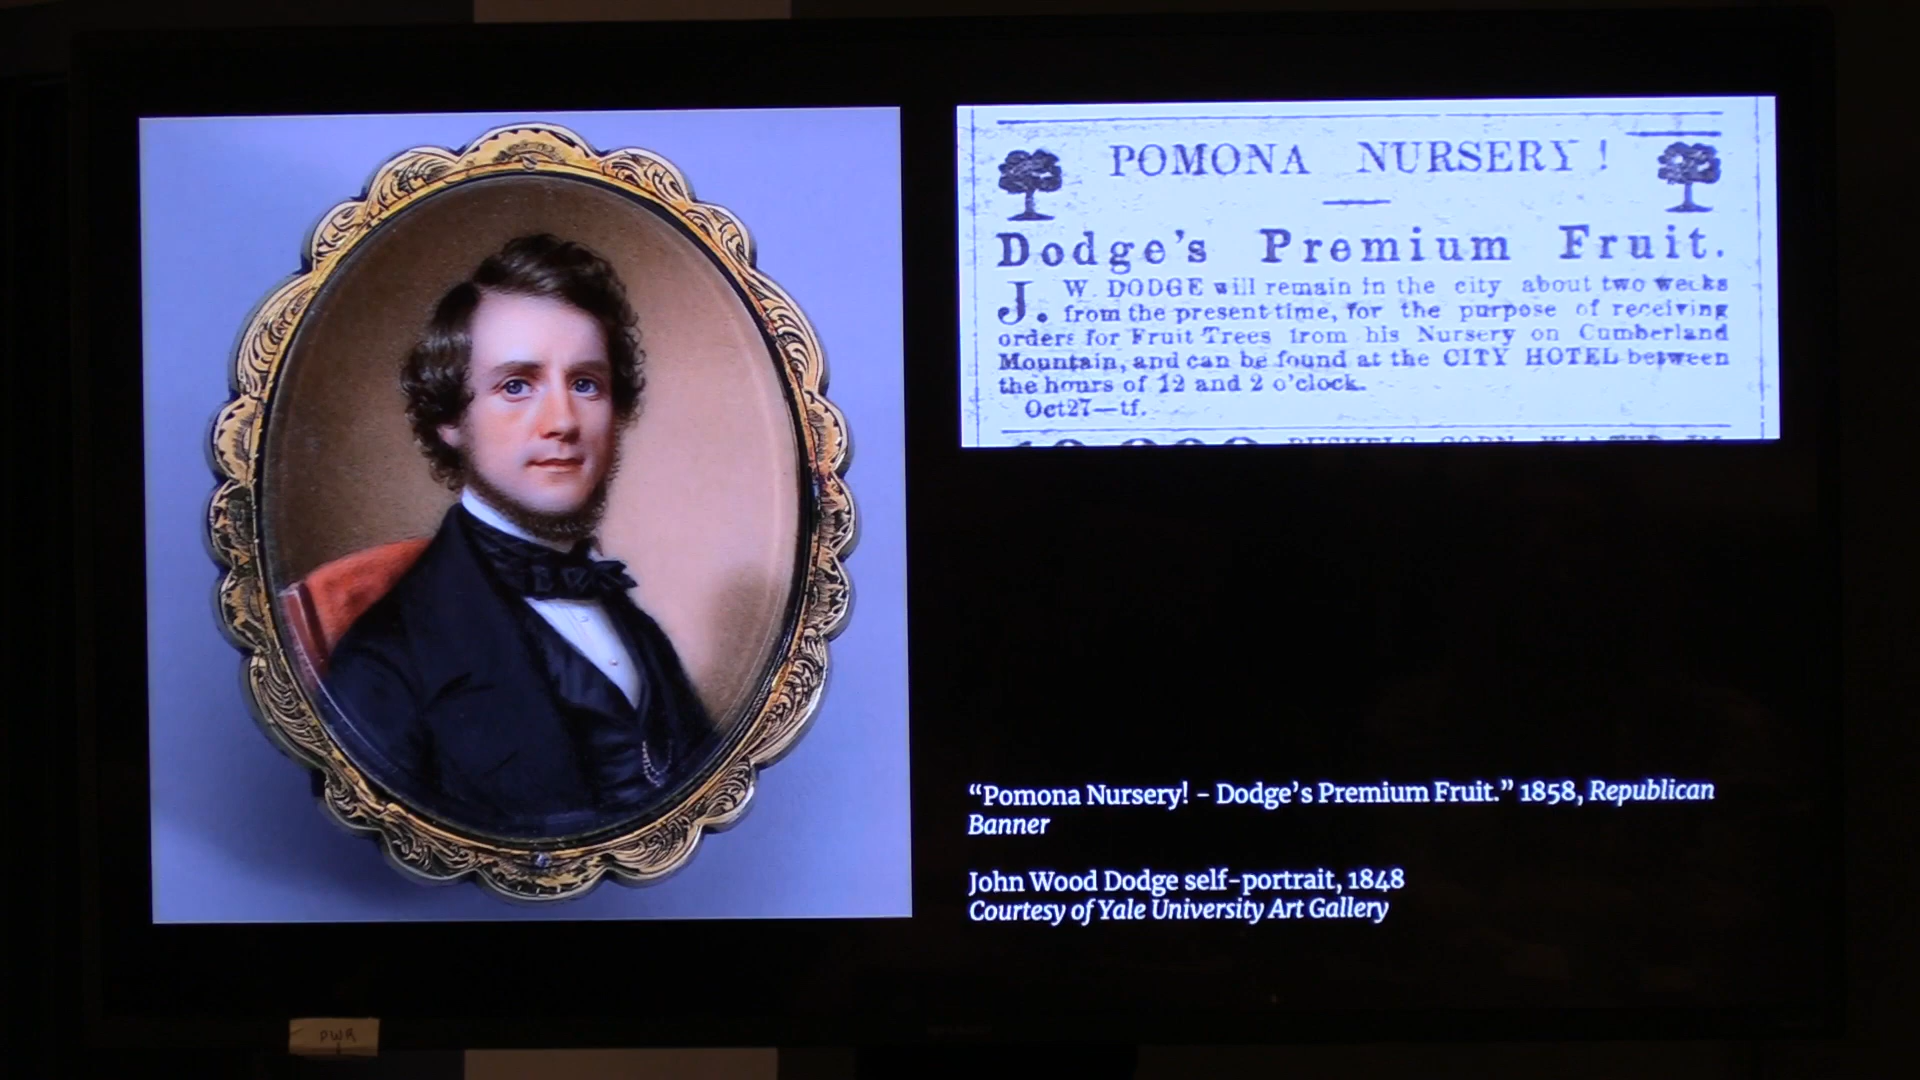 POMONA NURSERY!
Dodge's Premium Fruit.
J. W. DODGE will remain in the city about two weeks
from the present time, for the purpose of receiving
orders for Fruit Trees from his Nursery on Cumberland
Mountain, and can be found at the CITY HOTEL between
the hours of 12 and 2 o'clock.
Oct27—tf.
“Pomona Nursery! - Dodge’s Premium Fruit.” 1858, Republican
Banner
John Wood Dodge self-portrait, 1848
Courtesy of Yale University Art Gallery
PWR